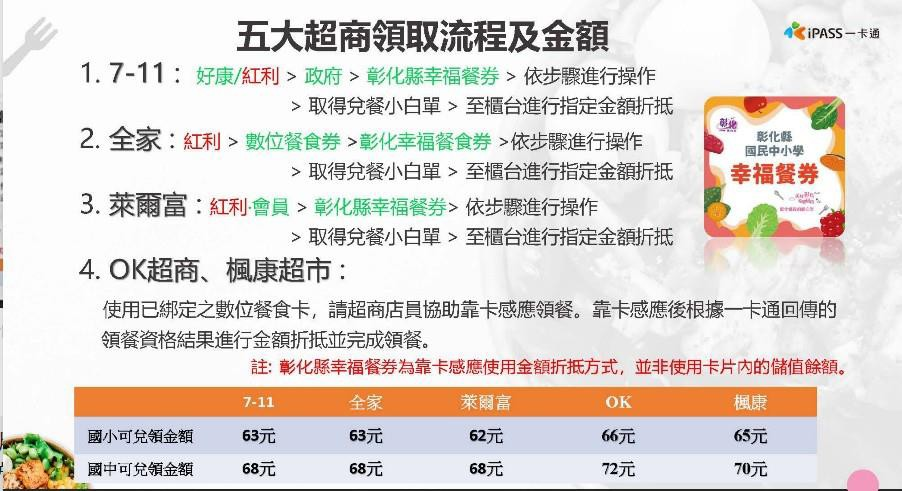 五大超商領取流程及金額
iPASS 一卡通
1. 7-11： 好康/紅利 > 政府 > 彰化縣幸福餐券 > 依步驟進行操作
> 取得兌餐小白單 > 至櫃台進行指定金額折抵
2. 全家：紅利 > 數位餐食券 >彰化幸福餐食券 >依步驟進行操作
> 取得兌餐小白單 > 至櫃台進行指定金額折抵
3. 萊爾富：紅利·會員 > 彰化縣幸福餐券> 依步驟進行操作
> 取得兌餐小白單 > 至櫃台進行指定金額折抵
彰化縣
國民中小學
幸福餐券
4. OK超商、楓康超市：
使用已綁定之數位餐食卡，請超商店員協助靠卡感應領餐。靠卡感應後根據一卡通回傳的
領餐資格結果進行金額折抵並完成領餐。
註: 彰化縣幸福餐券為靠卡感應使用金額折抵方式，並非使用卡片內的儲值餘額。
7-11 全家 萊爾富 OK 楓康
國小可兌領金額 63元 63元 62元 66元 65元
國中可兌領金額 68元 68元 68元 72元 70元